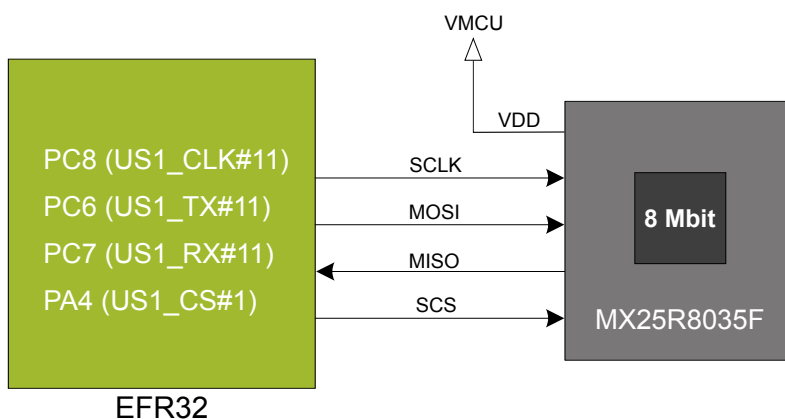 VMCU
VDD
PC8 (US1_CLK#11)
SCLK
PC6 (US1_TX#11)
MOSI
8 Mbit
PC7 (US1_RX#11)
MISO
PA4 (US1_CS#1)
SCS
MX25R8035F
EFR32